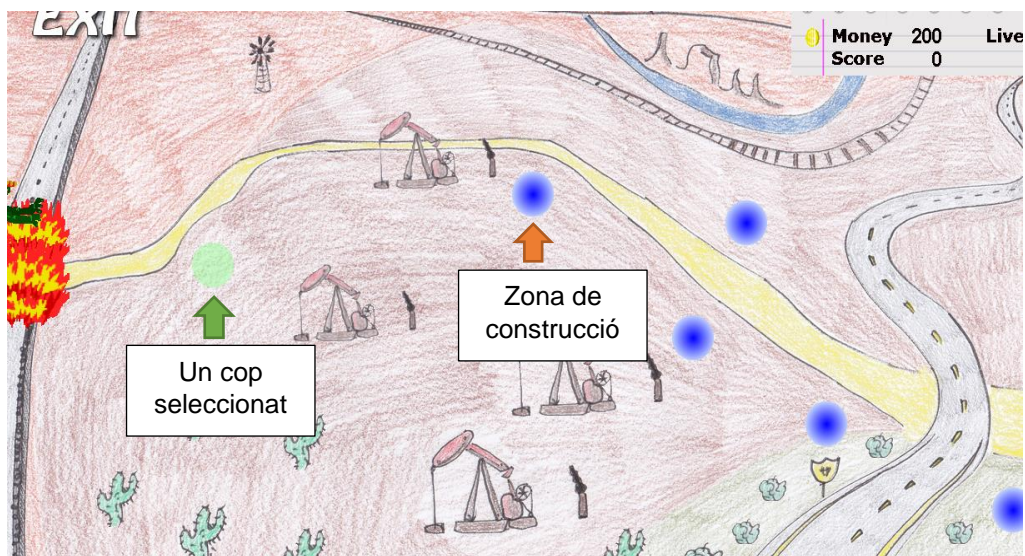 EXIT
Money 200 Live
Score 0
Zona de
construcció
Un cop
seleccionat